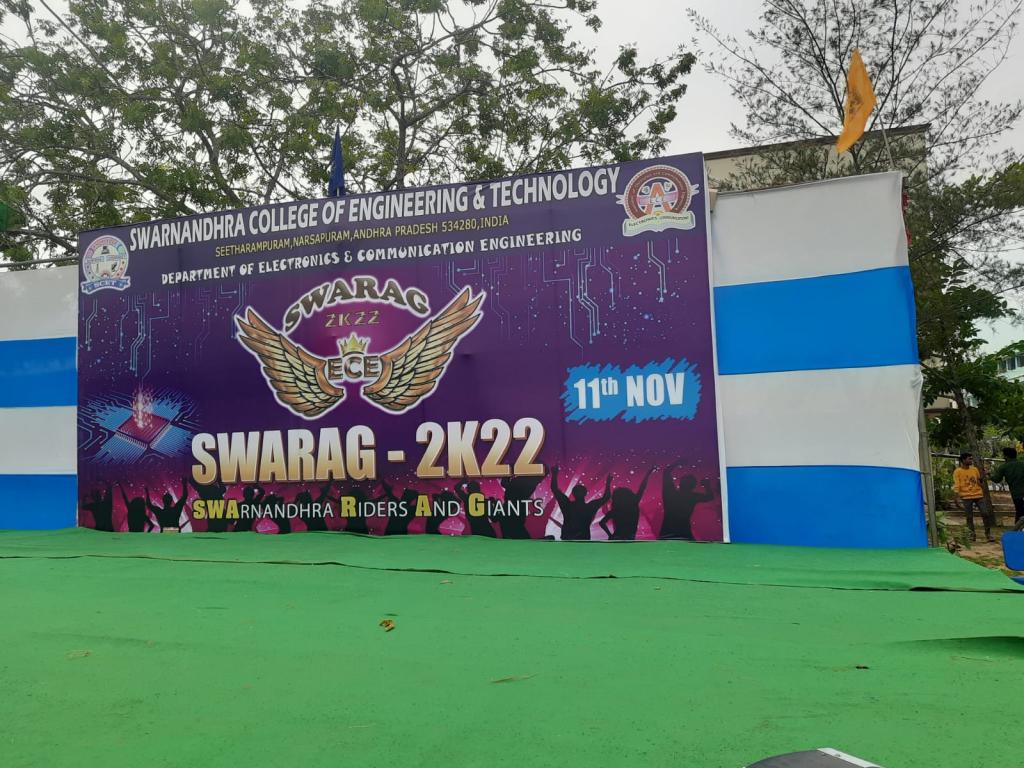 SWARNANDHRA COLLEGE OF ENGINEERING & TECHNOLOGY
SEETHARAMPURAM,NARSAPURAM,ANDHRA PRADESH 534280,INDIA
DEPARTMENT OF ELECTRONICS & COMMUNICATION ENGINEERING
SCET
SWARAG
2K22
ECE
11th NOV
SWARAG - 2K22
SWARNANDHRA RIDERS AND GIANTS